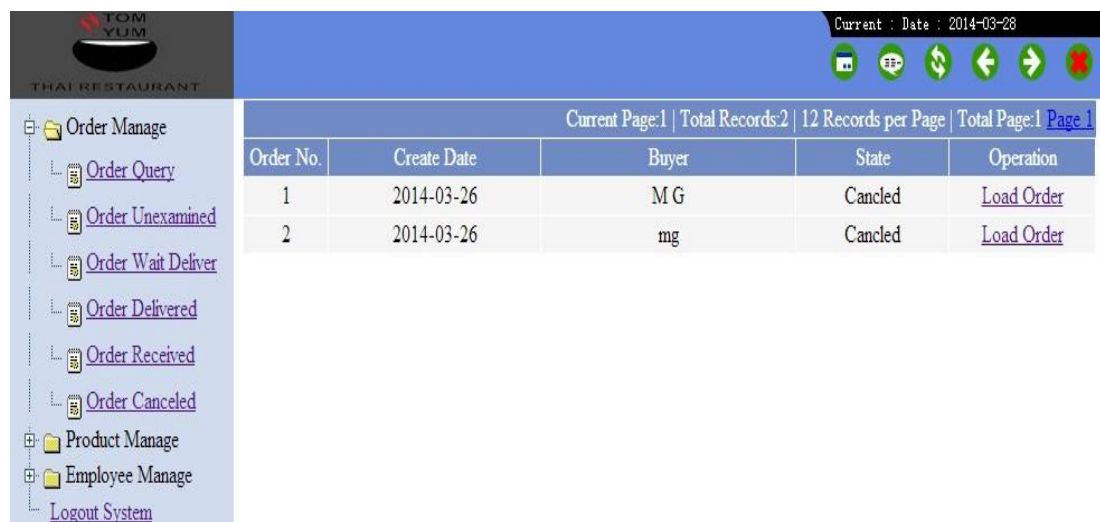 TOM
YUM
THAI RESTAURANT
Current : Date : 2014-03-28
Order Manage
Order Query
Order Unexamined
Order Wait Deliver
Order Delivered
Order Received
Order Canceled
Product Manage
Employee Manage
Logout System
Current Page:1 | Total Records:2 | 12 Records per Page | Total Page:1 Page 1
Order No. Create Date Buyer State Operation
1 2014-03-26 M G Cancled Load Order
2 2014-03-26 mg Cancled Load Order